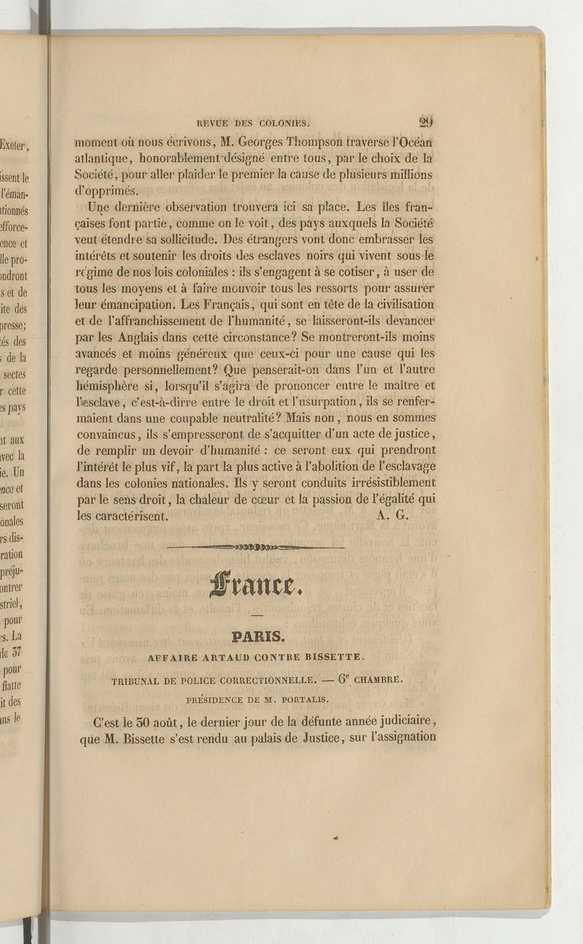 REVUE DES COLONIES. 29
moment où nous écrivons, M. Georges Thompson traverse l'Océan
atlantique, honorablement désigné entre tous, par le choix de la
Société, pour aller plaider le premier la cause de plusieurs millions
d'opprimés.
Une dernière observation trouvera ici sa place. Les îles fran-
çaises font partie, comme on le voit, des pays auxquels la Société
veut étendre sa sollicitude. Des étrangers vont donc embrasser les
intérêts et soutenir les droits des esclaves noirs qui vivent sous le
régime de nos lois coloniales : ils s'engagent à se cotiser, à user de
tous les moyens et à faire mouvoir tous les ressorts pour assurer
leur émancipation. Les Français, qui sont en tête de la civilisation
et de l'affranchissement de l'humanité, se laisseront-ils devancer
par les Anglais dans cette circonstance? Se montreront-ils moins
avancés et moins généreux que ceux-ci pour une cause qui les
regarde personnellement? Que penserait-on dans l'un et l'autre
hémisphère si, lorsqu'il s'agira de prononcer entre le maître et
l'esclave, c'est-à-dirre entre le droit et l'usurpation, ils se renfer-
maient dans une coupable neutralité? Mais non, nous en sommes
convaincus, ils s'empresseront de s'acquitter d'un acte de justice,
de remplir un devoir d'humanité : ce seront eux qui prendront
l'intérêt le plus vif, la part la plus active à l'abolition de l'esclavage
dans les colonies nationales. Ils y seront conduits irrésistiblement
par le sens droit, la chaleur de cœur et la passion de l'égalité qui
les caractérisent. A. G.
France.
PARIS.
AFFAIRE ARTAUD CONTRE BISSETTE.
TRIBUNAL DE POLICE CORRECTIONNELLE. — 6e CHAMBRE.
PRÉSIDENCE DE M. PORTALIS.
C'est le 30 août, le dernier jour de la défunte année judiciaire,
que M. Bissette s'est rendu au palais de Justice, sur l'assignation